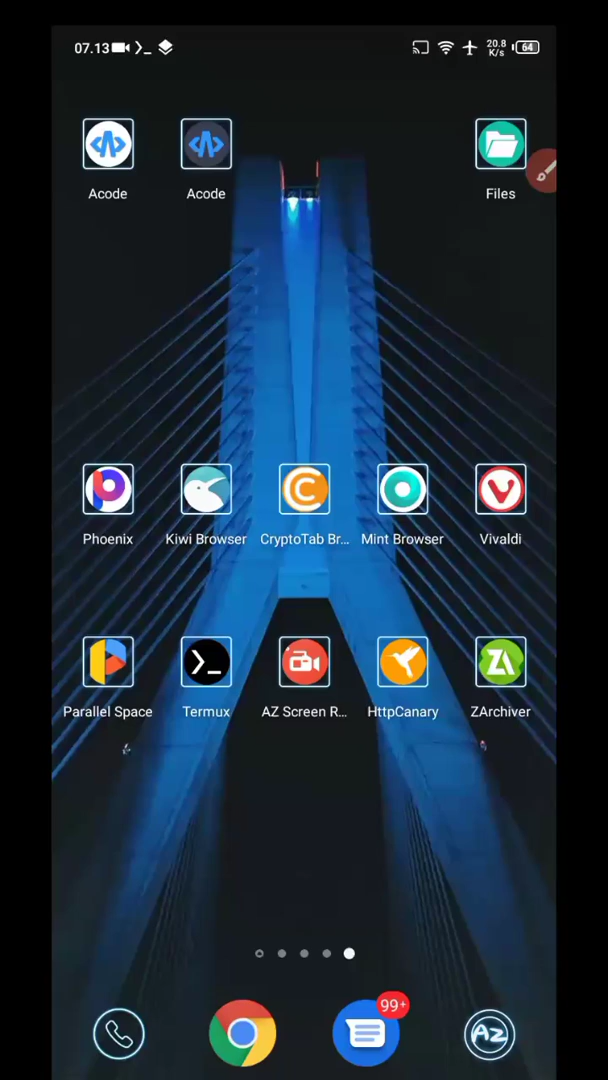 07.13
20.8
K/s
64
Acode
Acode
Files
Phoenix
Kiwi Browser
CryptoTab Br...
Mint Browser
Vivaldi
Parallel Space
Termux
AZ Screen R...
HttpCanary
ZArchiver
99+
AZ